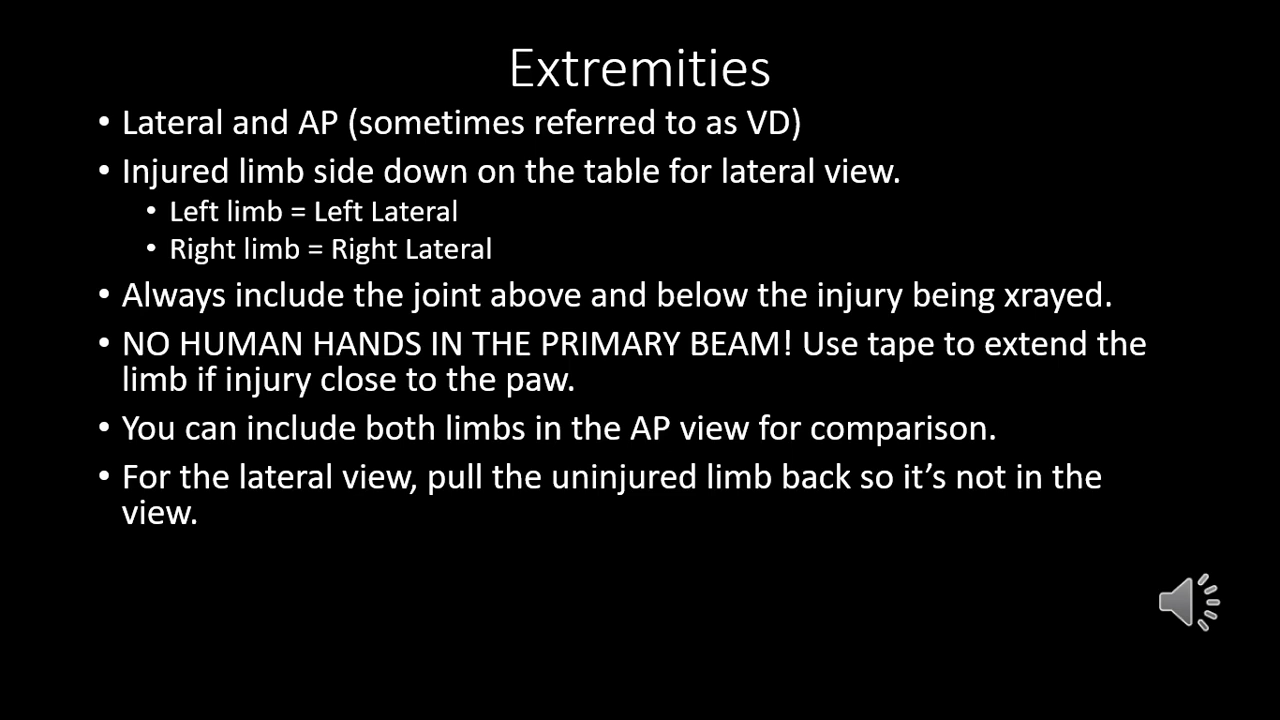 Extremities
• Lateral and AP (sometimes referred to as VD)
• Injured limb side down on the table for lateral view.
• Left limb = Left Lateral
• Right limb = Right Lateral
• Always include the joint above and below the injury being xrayed.
• NO HUMAN HANDS IN THE PRIMARY BEAM! Use tape to extend the
limb if injury close to the paw.
• You can include both limbs in the AP view for comparison.
• For the lateral view, pull the uninjured limb back so it’s not in the
view.